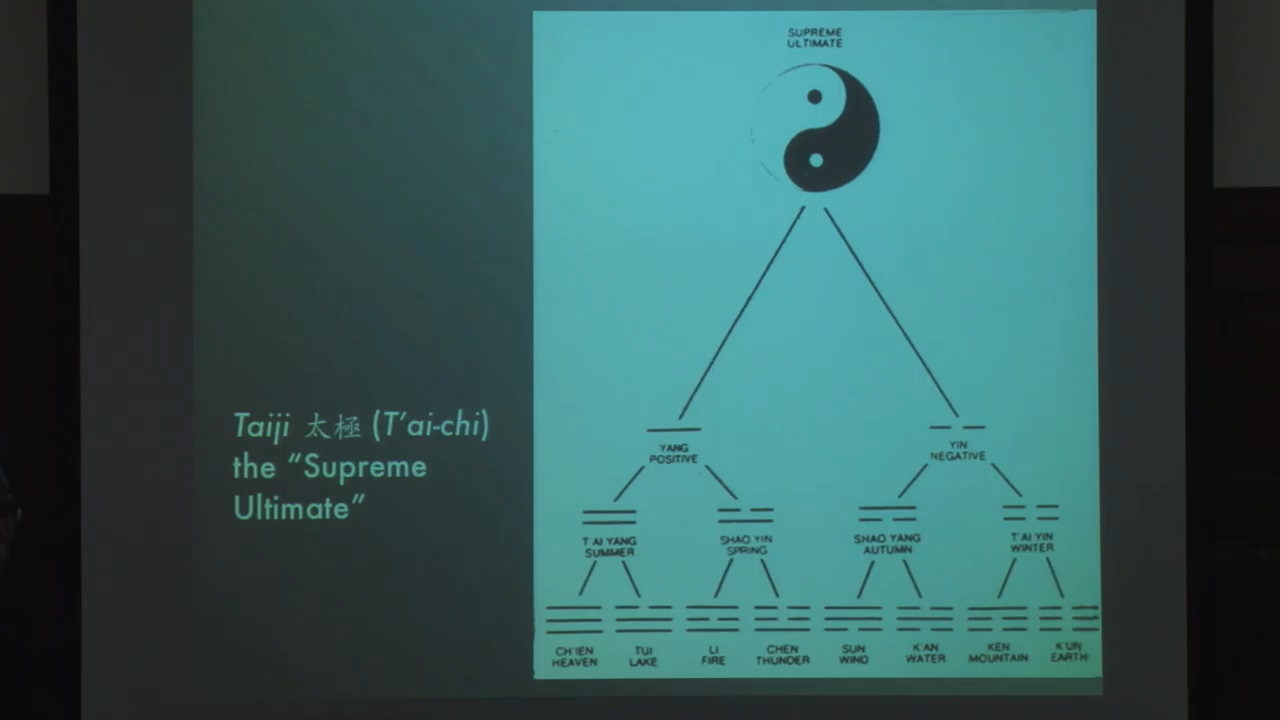 SUPREME
ULTIMATE
Taiji 太極 (T’ai-chi)
the “Supreme
Ultimate”
YANG
POSITIVE
YIN
NEGATIVE
T'AI YANG
SUMMER
SHAO YIN
SPRING
SHAO YANG
AUTUMN
T'AI YIN
WINTER
CH'IEN
HEAVEN
TUI
LAKE
LI
FIRE
CHEN
THUNDER
SUN
WIND
K'AN
WATER
KEN
MOUNTAIN
K'UN
EARTH